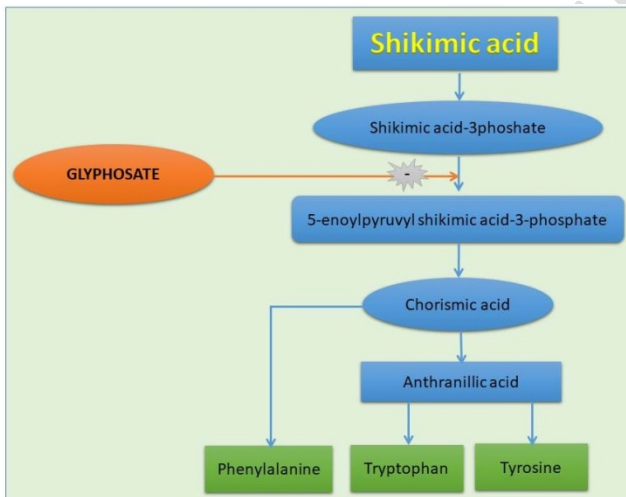 Shikimic acid
Shikimic acid-3phoshate
GLYPHOSATE
-
5-enoylpyruvyl shikimic acid-3-phosphate
Chorismic acid
Anthranillic acid
Phenylalanine
Tryptophan
Tyrosine